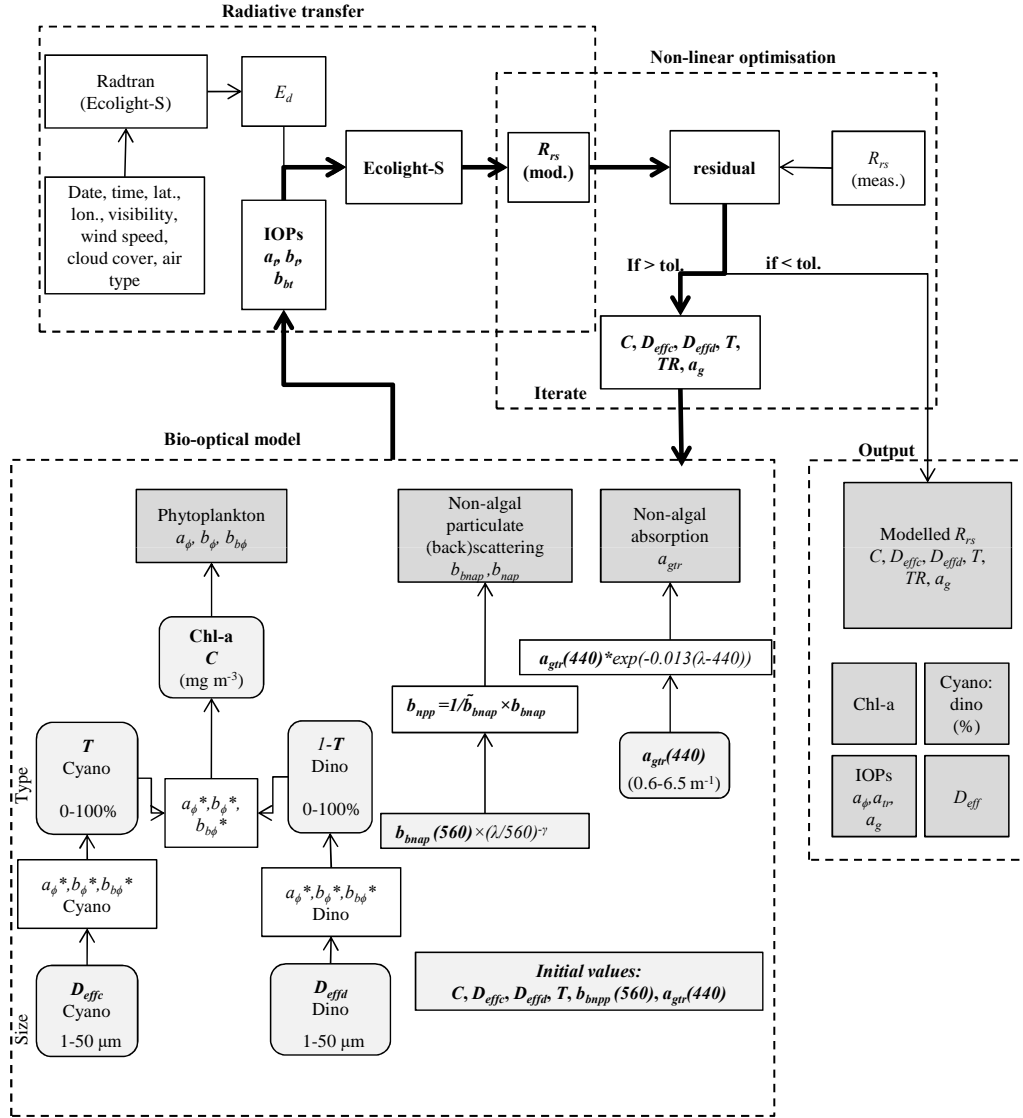 Radiative transfer
Radtran
(Ecolight-S)
E_d
Date, time, lat.,
lon., visibility,
wind speed,
cloud cover, air
type
IOPs
a_t, b_t,
b_bt
Ecolight-S
Non-linear optimisation
R_rs
(mod.)
residual
R_rs
(meas.)
If > tol.
if < tol.
C, D_effc, D_effd, T,
TR, a_g
Iterate
Bio-optical model
Phytoplankton
a_ϕ, b_ϕ, b_bϕ
Non-algal
particulate
(back)scattering
b_bnap, b_nap
Non-algal
absorption
a_gtr
Chl-a
C
(mg m⁻³)
a_gtr(440)*exp(-0.013(λ-440))
b_npp=1/b̃_bnap × b_bnap
a_gtr(440)
(0.6-6.5 m⁻¹)
b_bnap(560)×(λ/560)^-γ
Type
T
Cyano
0-100%
a_ϕ*,b_ϕ*,
b_bϕ*
1-T
Dino
0-100%
a_ϕ*,b_ϕ*,b_bϕ*
Cyano
a_ϕ*,b_ϕ*,b_bϕ*
Dino
Size
D_effc
Cyano
1-50 μm
D_effd
Dino
1-50 μm
Initial values:
C, D_effc, D_effd, T, b_bnpp(560), a_gtr(440)
Output
Modelled R_rs
C, D_effc, D_effd, T,
TR, a_g
Chl-a
Cyano:
dino
(%)
IOPs
a_ϕ,a_tr,
a_g
D_eff